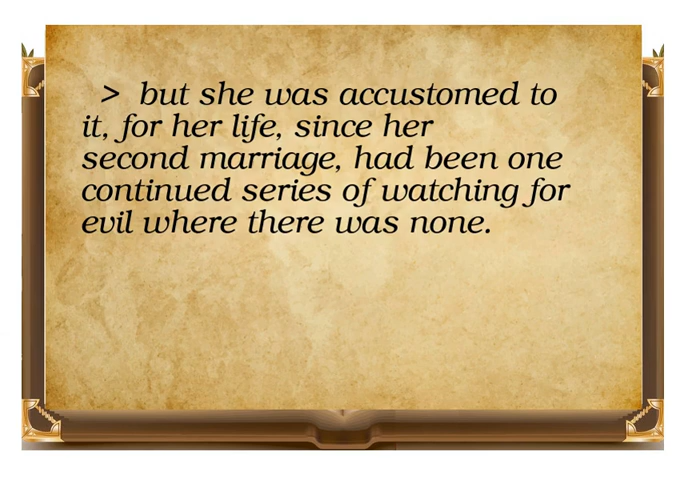 > but she was accustomed to
it, for her life, since her
second marriage, had been one
continued series of watching for
evil where there was none.